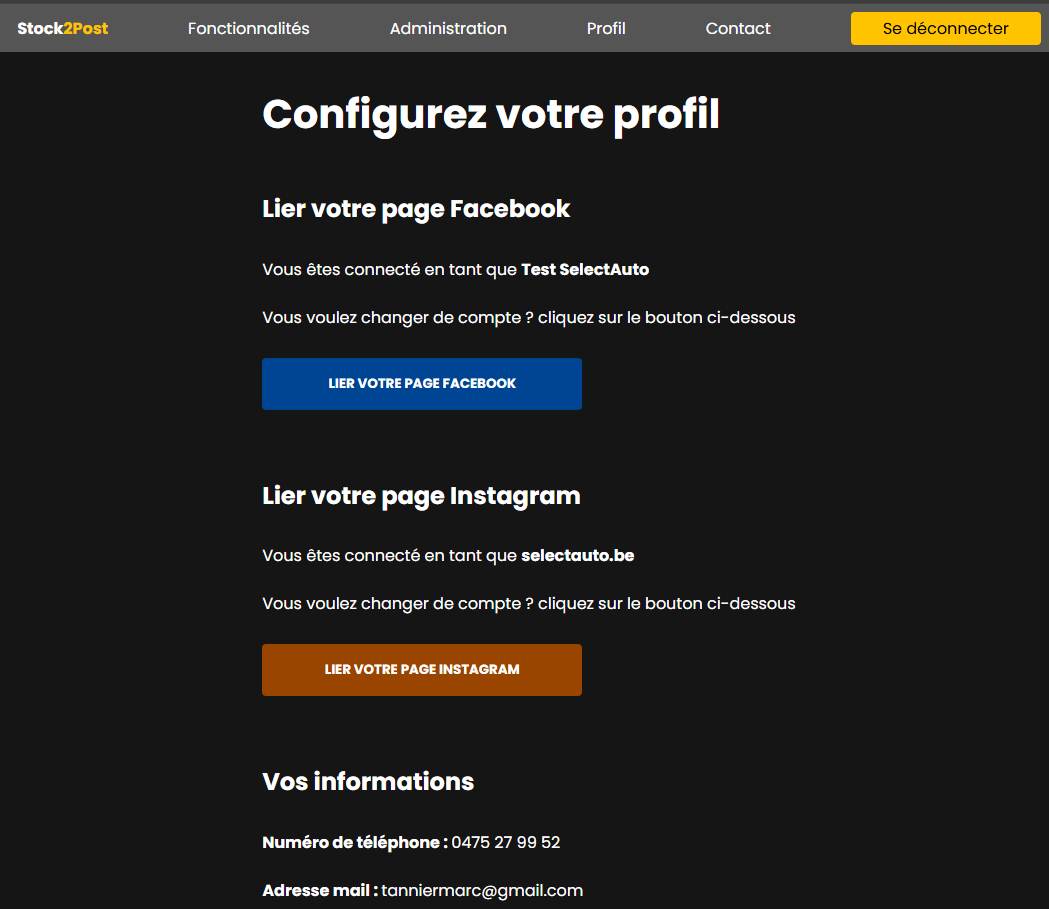 Stock2Post Fonctionnalités Administration Profil Contact Se déconnecter
Configurez votre profil
Lier votre page Facebook
Vous êtes connecté en tant que Test SelectAuto
Vous voulez changer de compte ? cliquez sur le bouton ci-dessous
LIER VOTRE PAGE FACEBOOK
Lier votre page Instagram
Vous êtes connecté en tant que selectauto.be
Vous voulez changer de compte ? cliquez sur le bouton ci-dessous
LIER VOTRE PAGE INSTAGRAM
Vos informations
Numéro de téléphone : 0475 27 99 52
Adresse mail : tanniermarc@gmail.com